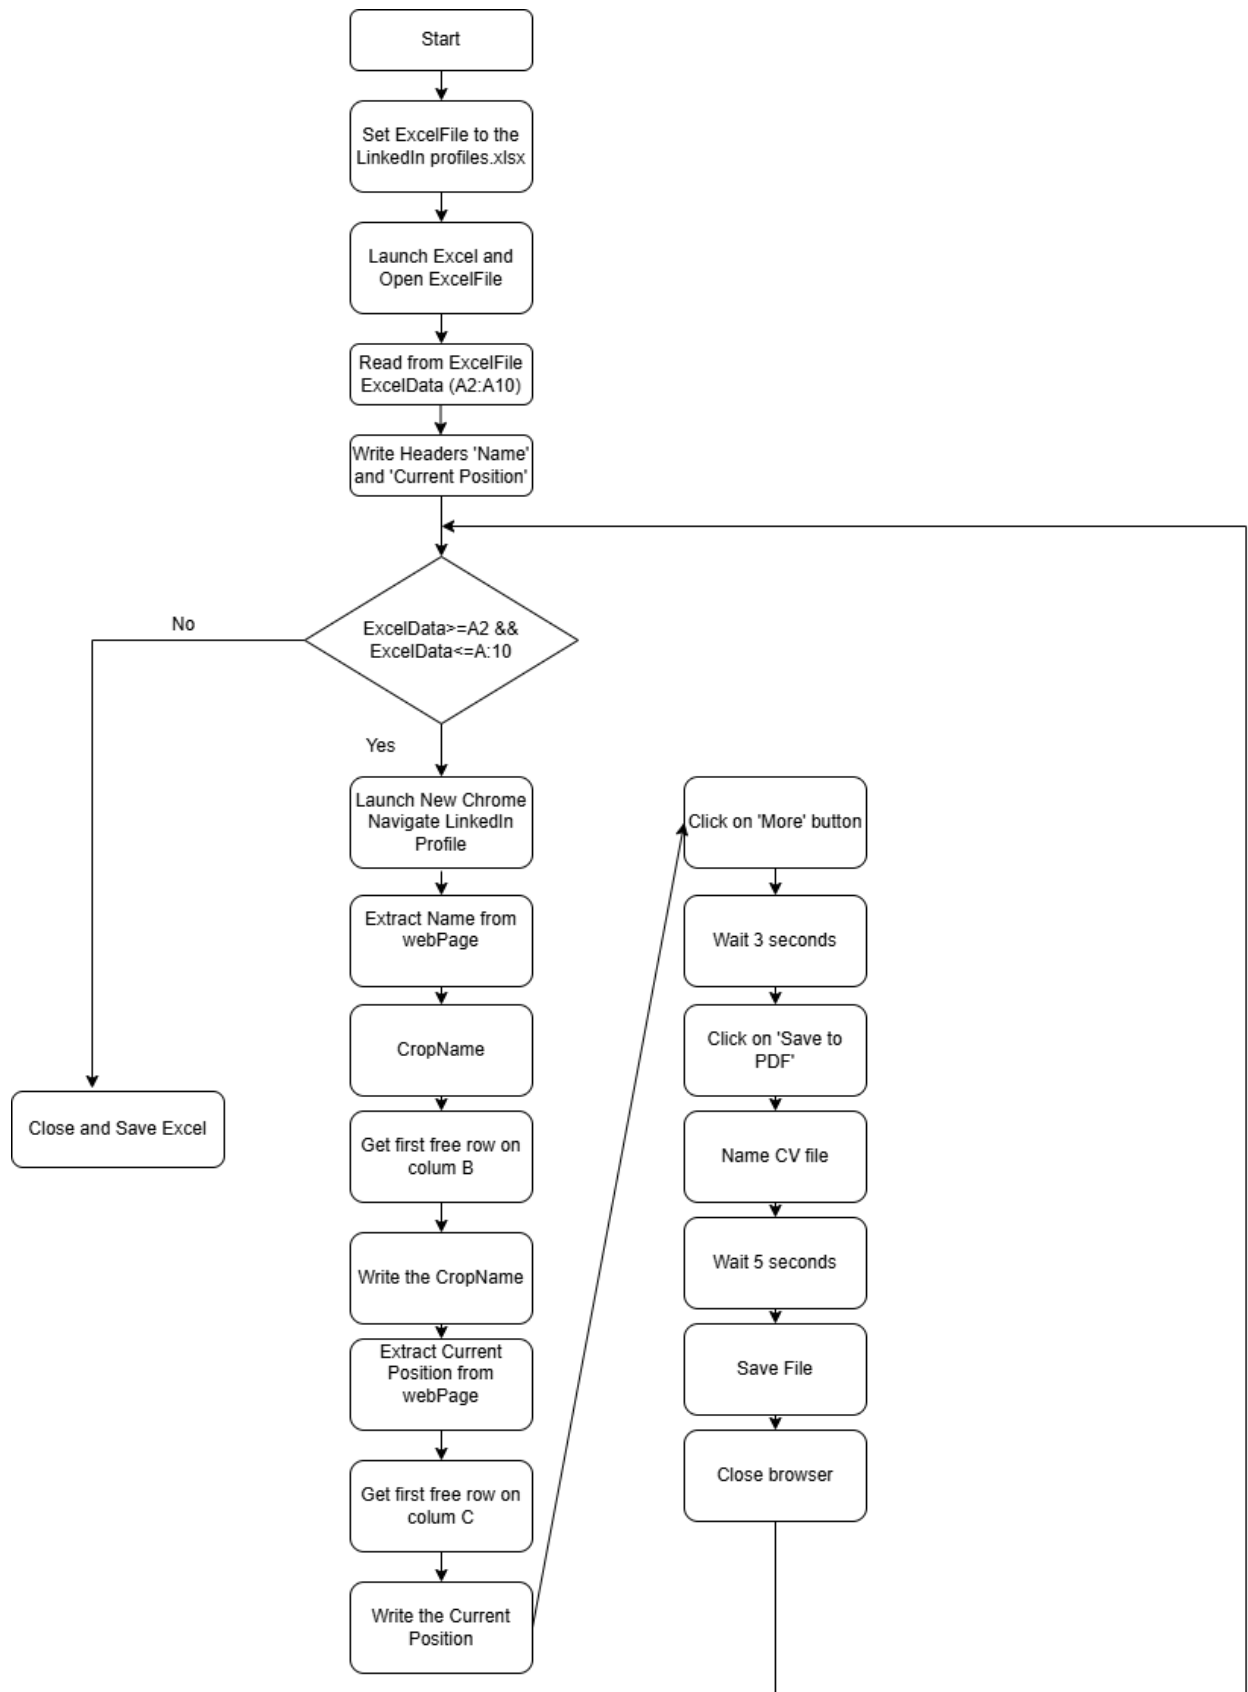 Start
Set ExcelFile to the
LinkedIn profiles.xlsx
Launch Excel and
Open ExcelFile
Read from ExcelFile
ExcelData (A2:A10)
Write Headers 'Name'
and 'Current Position'
ExcelData>=A2 &&
ExcelData<=A:10
No
Yes
Close and Save Excel
Launch New Chrome
Navigate LinkedIn
Profile
Extract Name from
webPage
CropName
Get first free row on
colum B
Write the CropName
Extract Current
Position from
webPage
Get first free row on
colum C
Write the Current
Position
Click on 'More' button
Wait 3 seconds
Click on 'Save to
PDF'
Name CV file
Wait 5 seconds
Save File
Close browser